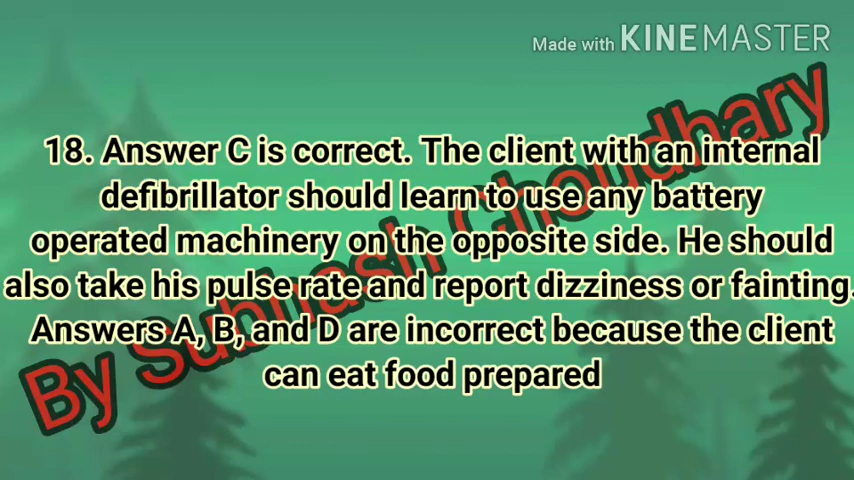 Made with KINEMASTER
18. Answer C is correct. The client with an internal
defibrillator should learn to use any battery
operated machinery on the opposite side. He should
also take his pulse rate and report dizziness or fainting.
Answers A, B, and D are incorrect because the client
can eat food prepared
By Subhash Choudhary